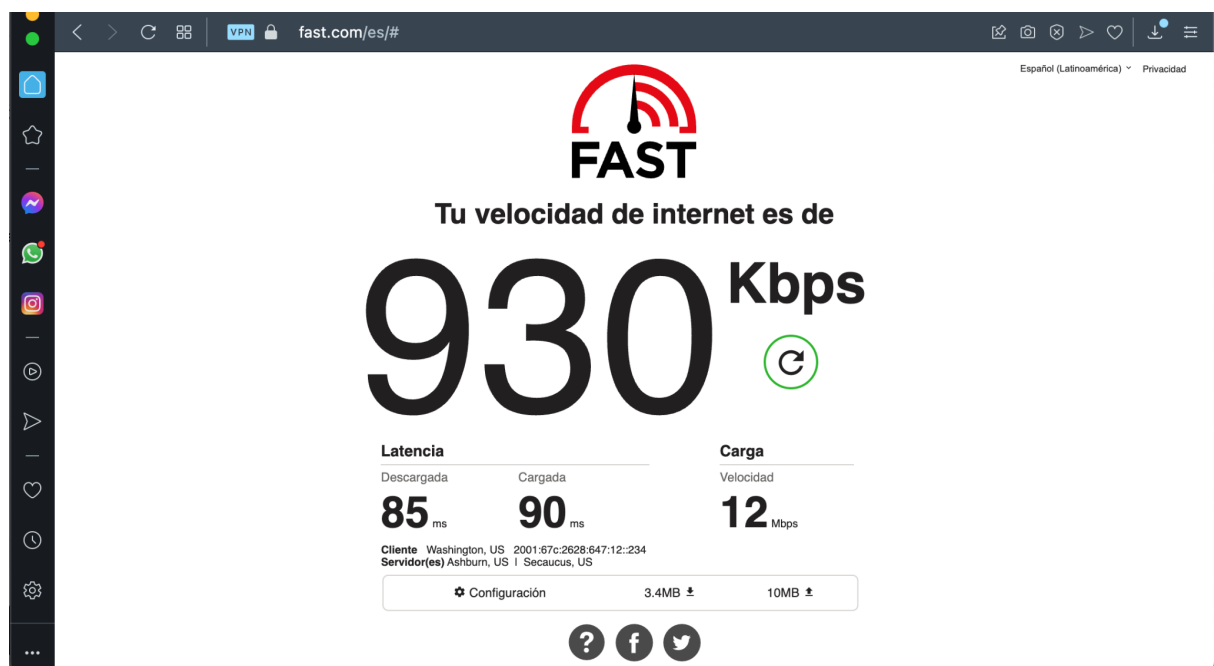 VPN fast.com/es/#
Español (Latinoamérica) Privacidad
FAST
Tu velocidad de internet es de
930 Kbps
Latencia Carga
Descargada Cargada Velocidad
85 ms 90 ms 12 Mbps
Cliente Washington, US 2001:67c:2628:647:12::234
Servidor(es) Ashburn, US | Secaucus, US
Configuración 3.4MB 10MB
? f